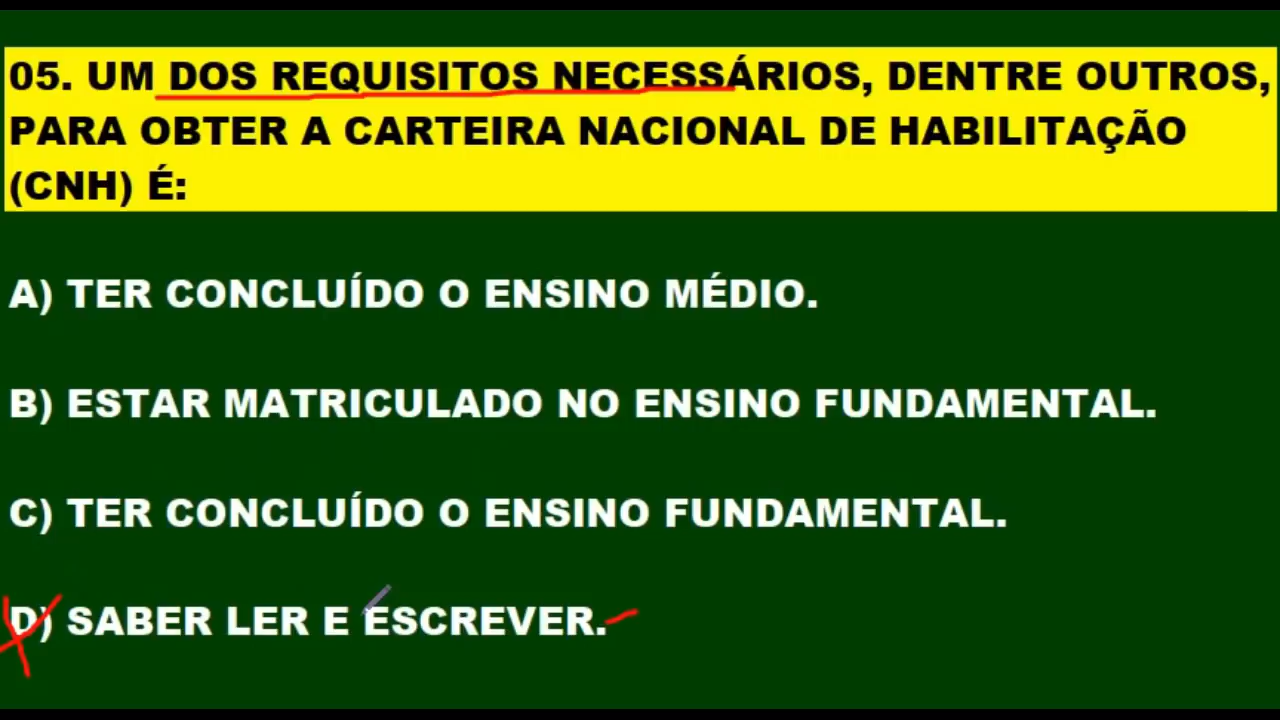 05. UM DOS REQUISITOS NECESSÁRIOS, DENTRE OUTROS,
PARA OBTER A CARTEIRA NACIONAL DE HABILITAÇÃO
(CNH) É:
A) TER CONCLUÍDO O ENSINO MÉDIO.
B) ESTAR MATRICULADO NO ENSINO FUNDAMENTAL.
C) TER CONCLUÍDO O ENSINO FUNDAMENTAL.
D) SABER LER E ESCREVER.